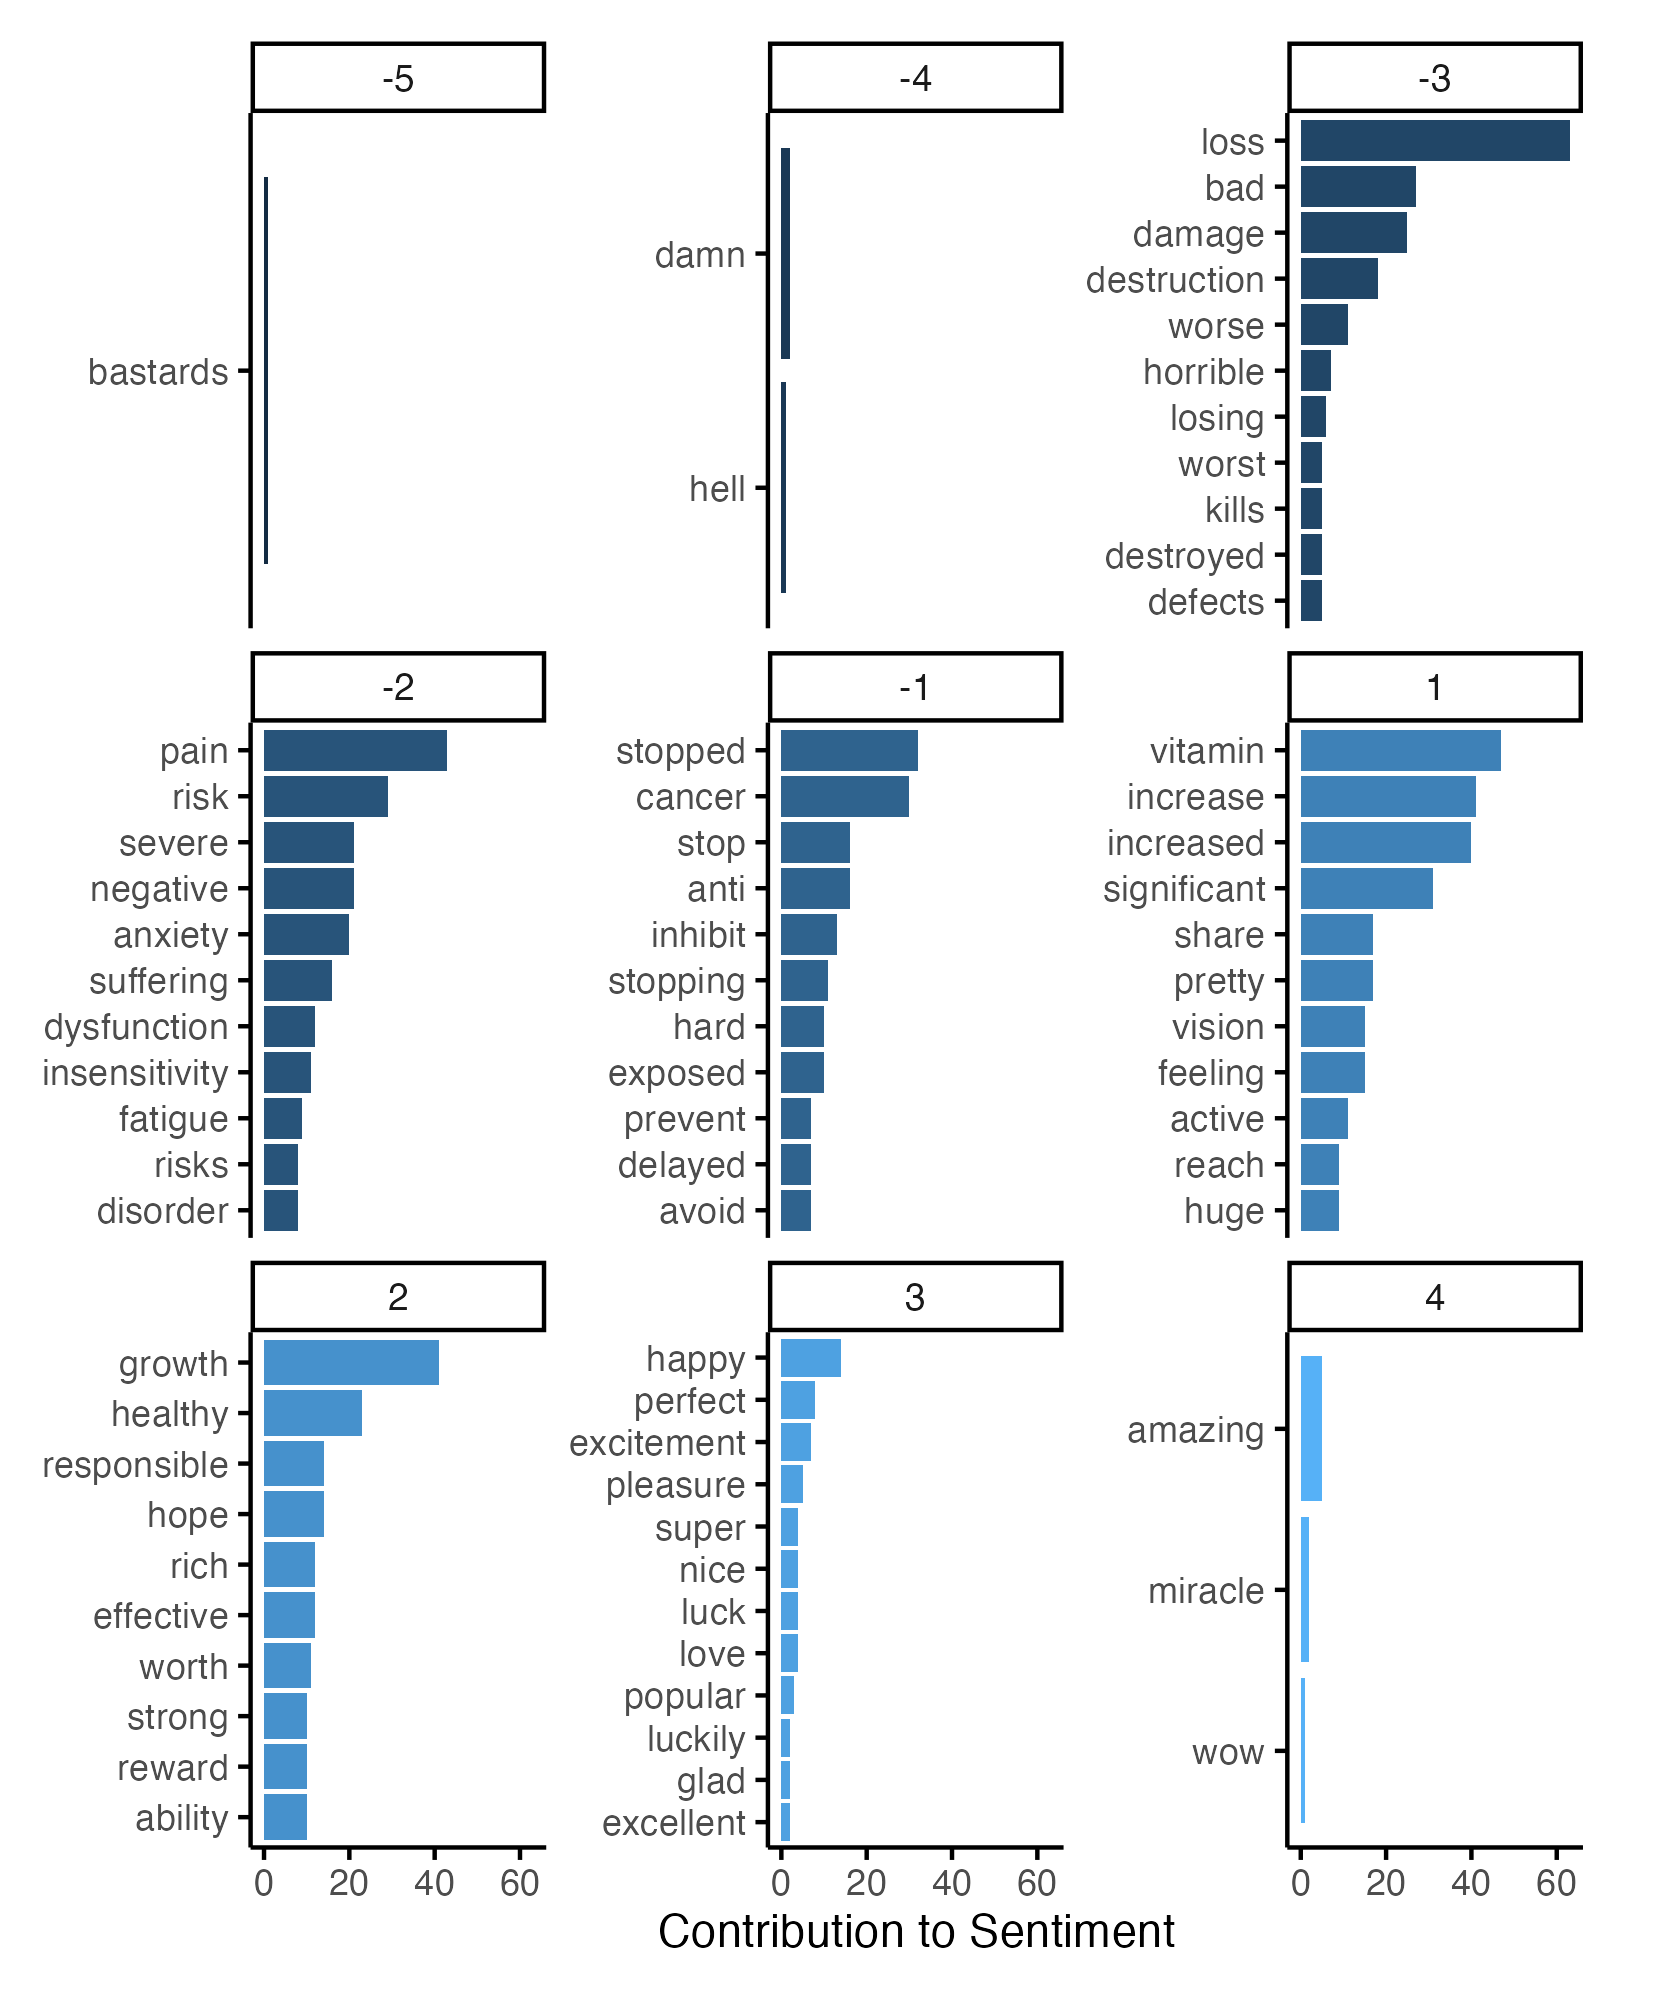 -5
bastards
-4
damn
hell
-3
loss
bad
damage
destruction
worse
horrible
losing
worst
kills
destroyed
defects
-2
pain
risk
severe
negative
anxiety
suffering
dysfunction
insensitivity
fatigue
risks
disorder
-1
stopped
cancer
stop
anti
inhibit
stopping
hard
exposed
prevent
delayed
avoid
1
vitamin
increase
increased
significant
share
pretty
vision
feeling
active
reach
huge
2
growth
healthy
responsible
hope
rich
effective
worth
strong
reward
ability
0 20 40 60
3
happy
perfect
excitement
pleasure
super
nice
luck
love
popular
luckily
glad
excellent
0 20 40 60
4
amazing
miracle
wow
0 20 40 60
Contribution to Sentiment